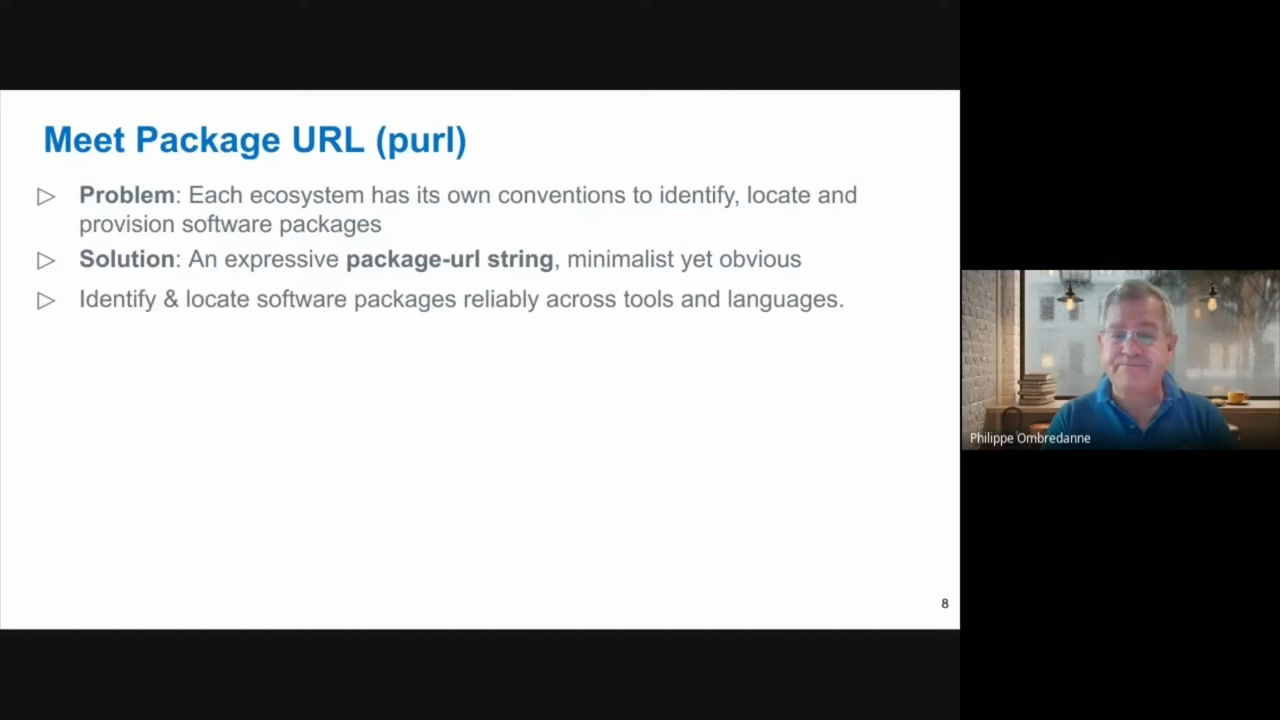 Meet Package URL (purl)
▷ Problem: Each ecosystem has its own conventions to identify, locate and
provision software packages
▷ Solution: An expressive package-url string, minimalist yet obvious
▷ Identify & locate software packages reliably across tools and languages.
8
Philippe Ombredanne